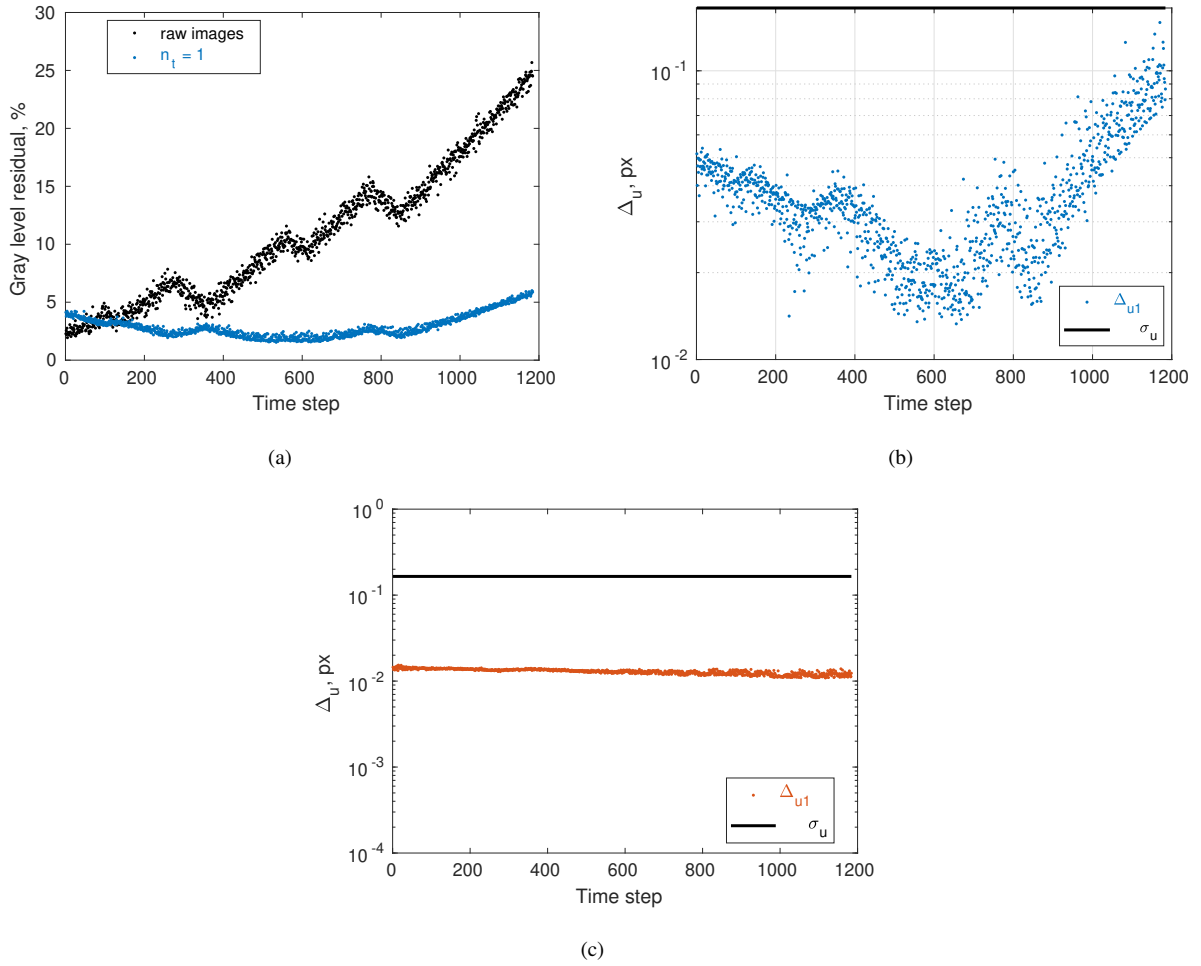 30
25
20
15
10
5
0
Gray level residual, %
raw images
n_t = 1
0 200 400 600 800 1000 1200
Time step
(a)
10^-1
10^-2
Δ_u, px
Δ_u1
σ_u
0 200 400 600 800 1000 1200
Time step
(b)
10^0
10^-1
10^-2
10^-3
10^-4
Δ_u, px
Δ_u1
σ_u
0 200 400 600 800 1000 1200
Time step
(c)